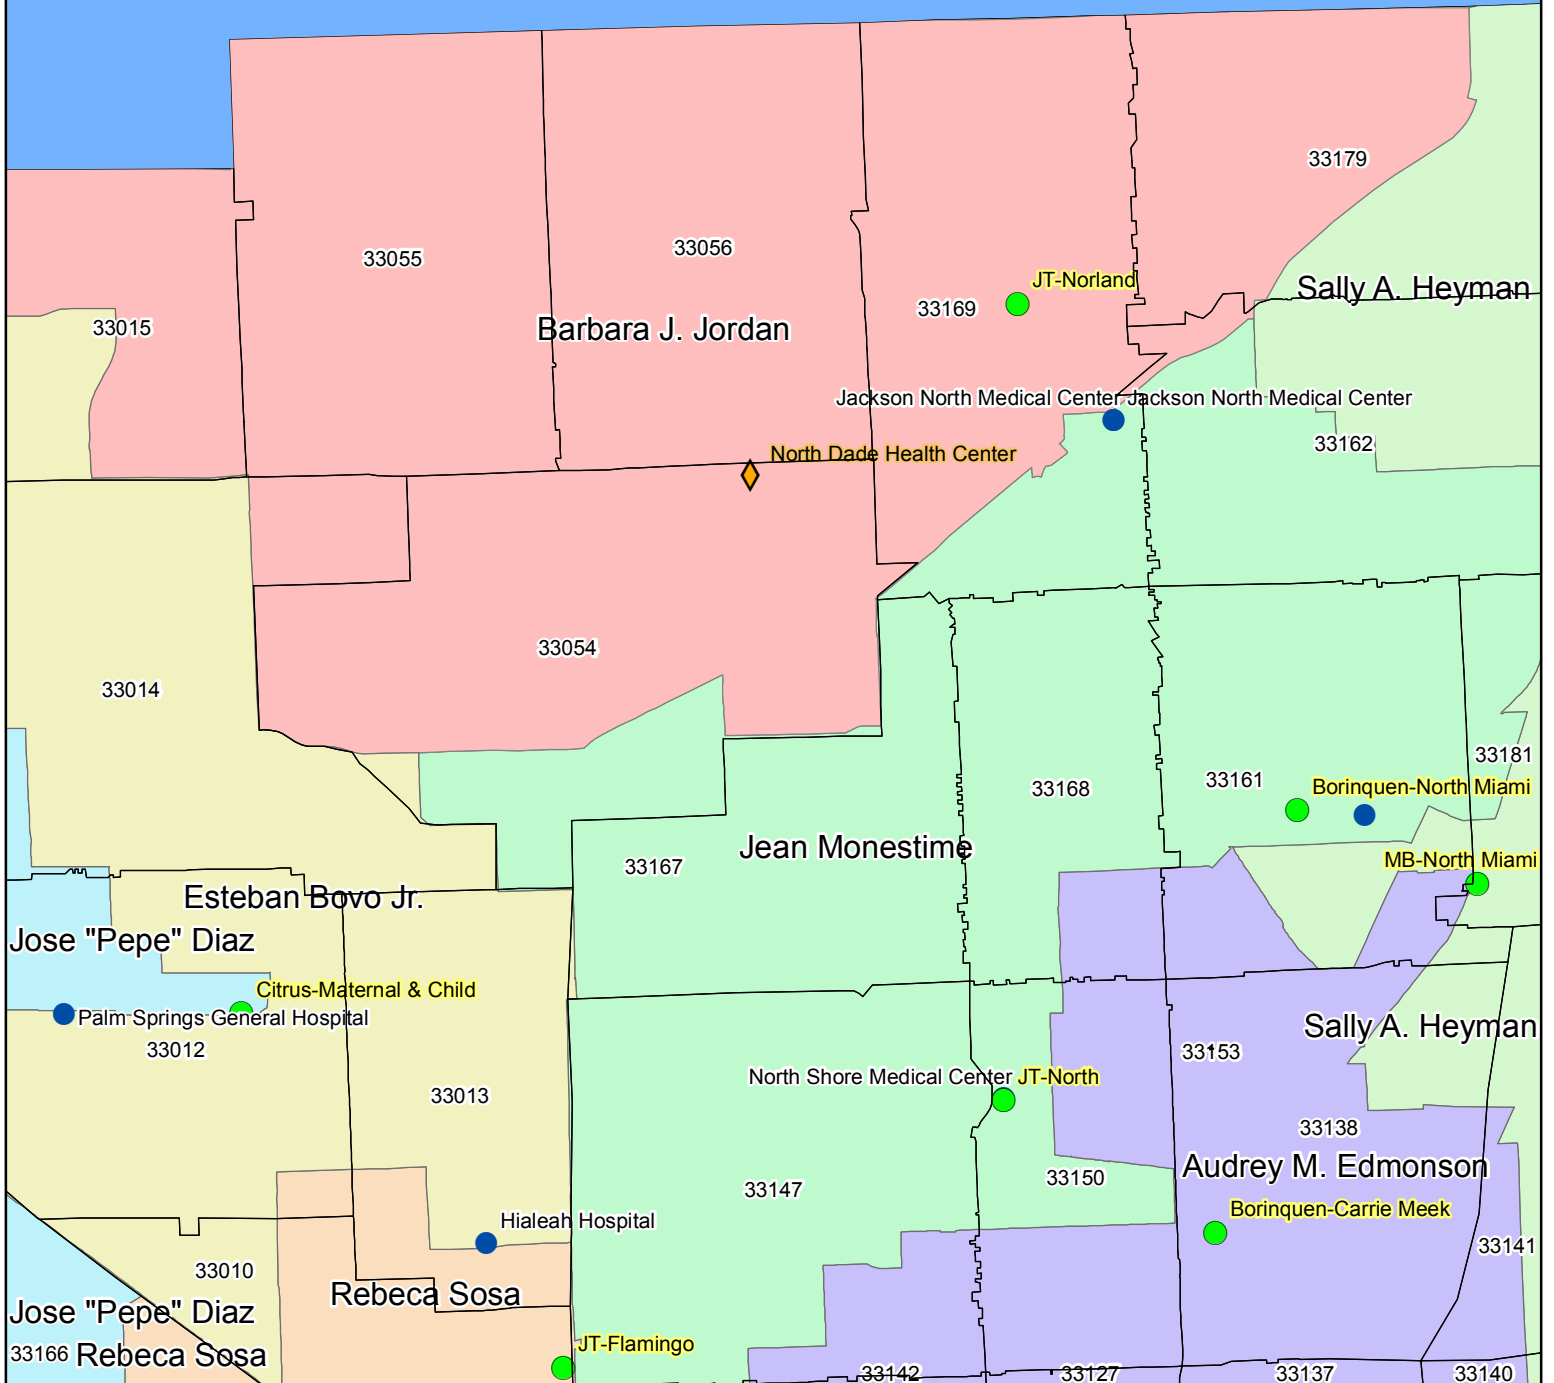 33179
33056
33055
JT-Norland
Sally A. Heyman
33169
33015
Barbara J. Jordan
Jackson North Medical Center
Jackson North Medical Center
33162
North Dade Health Center
33054
33014
33181
33161
Borinquen-North Miami
33168
Jean Monestime
MB-North Miami
33167
Esteban Bovo Jr.
Jose "Pepe" Diaz
Citrus-Maternal & Child
Palm Springs General Hospital
Sally A. Heyman
33012
33153
North Shore Medical Center
JT-North
33013
33138
Audrey M. Edmonson
33150
33147
Borinquen-Carrie Meek
Hialeah Hospital
33141
33010
Rebeca Sosa
Jose "Pepe" Diaz
JT-Flamingo
33166
Rebeca Sosa
33142
33127
33137
33140